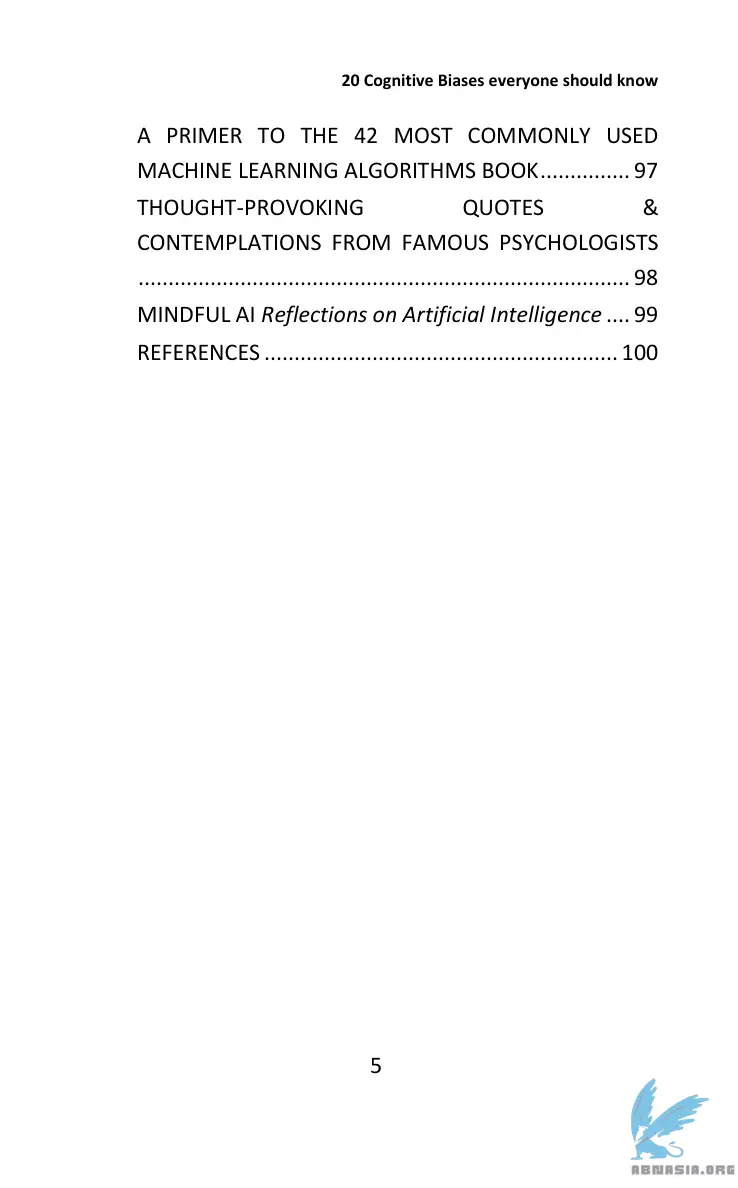 20 Cognitive Biases everyone should know
A PRIMER TO THE 42 MOST COMMONLY USED
MACHINE LEARNING ALGORITHMS BOOK............... 97
THOUGHT-PROVOKING QUOTES &
CONTEMPLATIONS FROM FAMOUS PSYCHOLOGISTS
.................................................................................. 98
MINDFUL AI Reflections on Artificial Intelligence .... 99
REFERENCES ........................................................... 100
5
ABNASIA.ORG